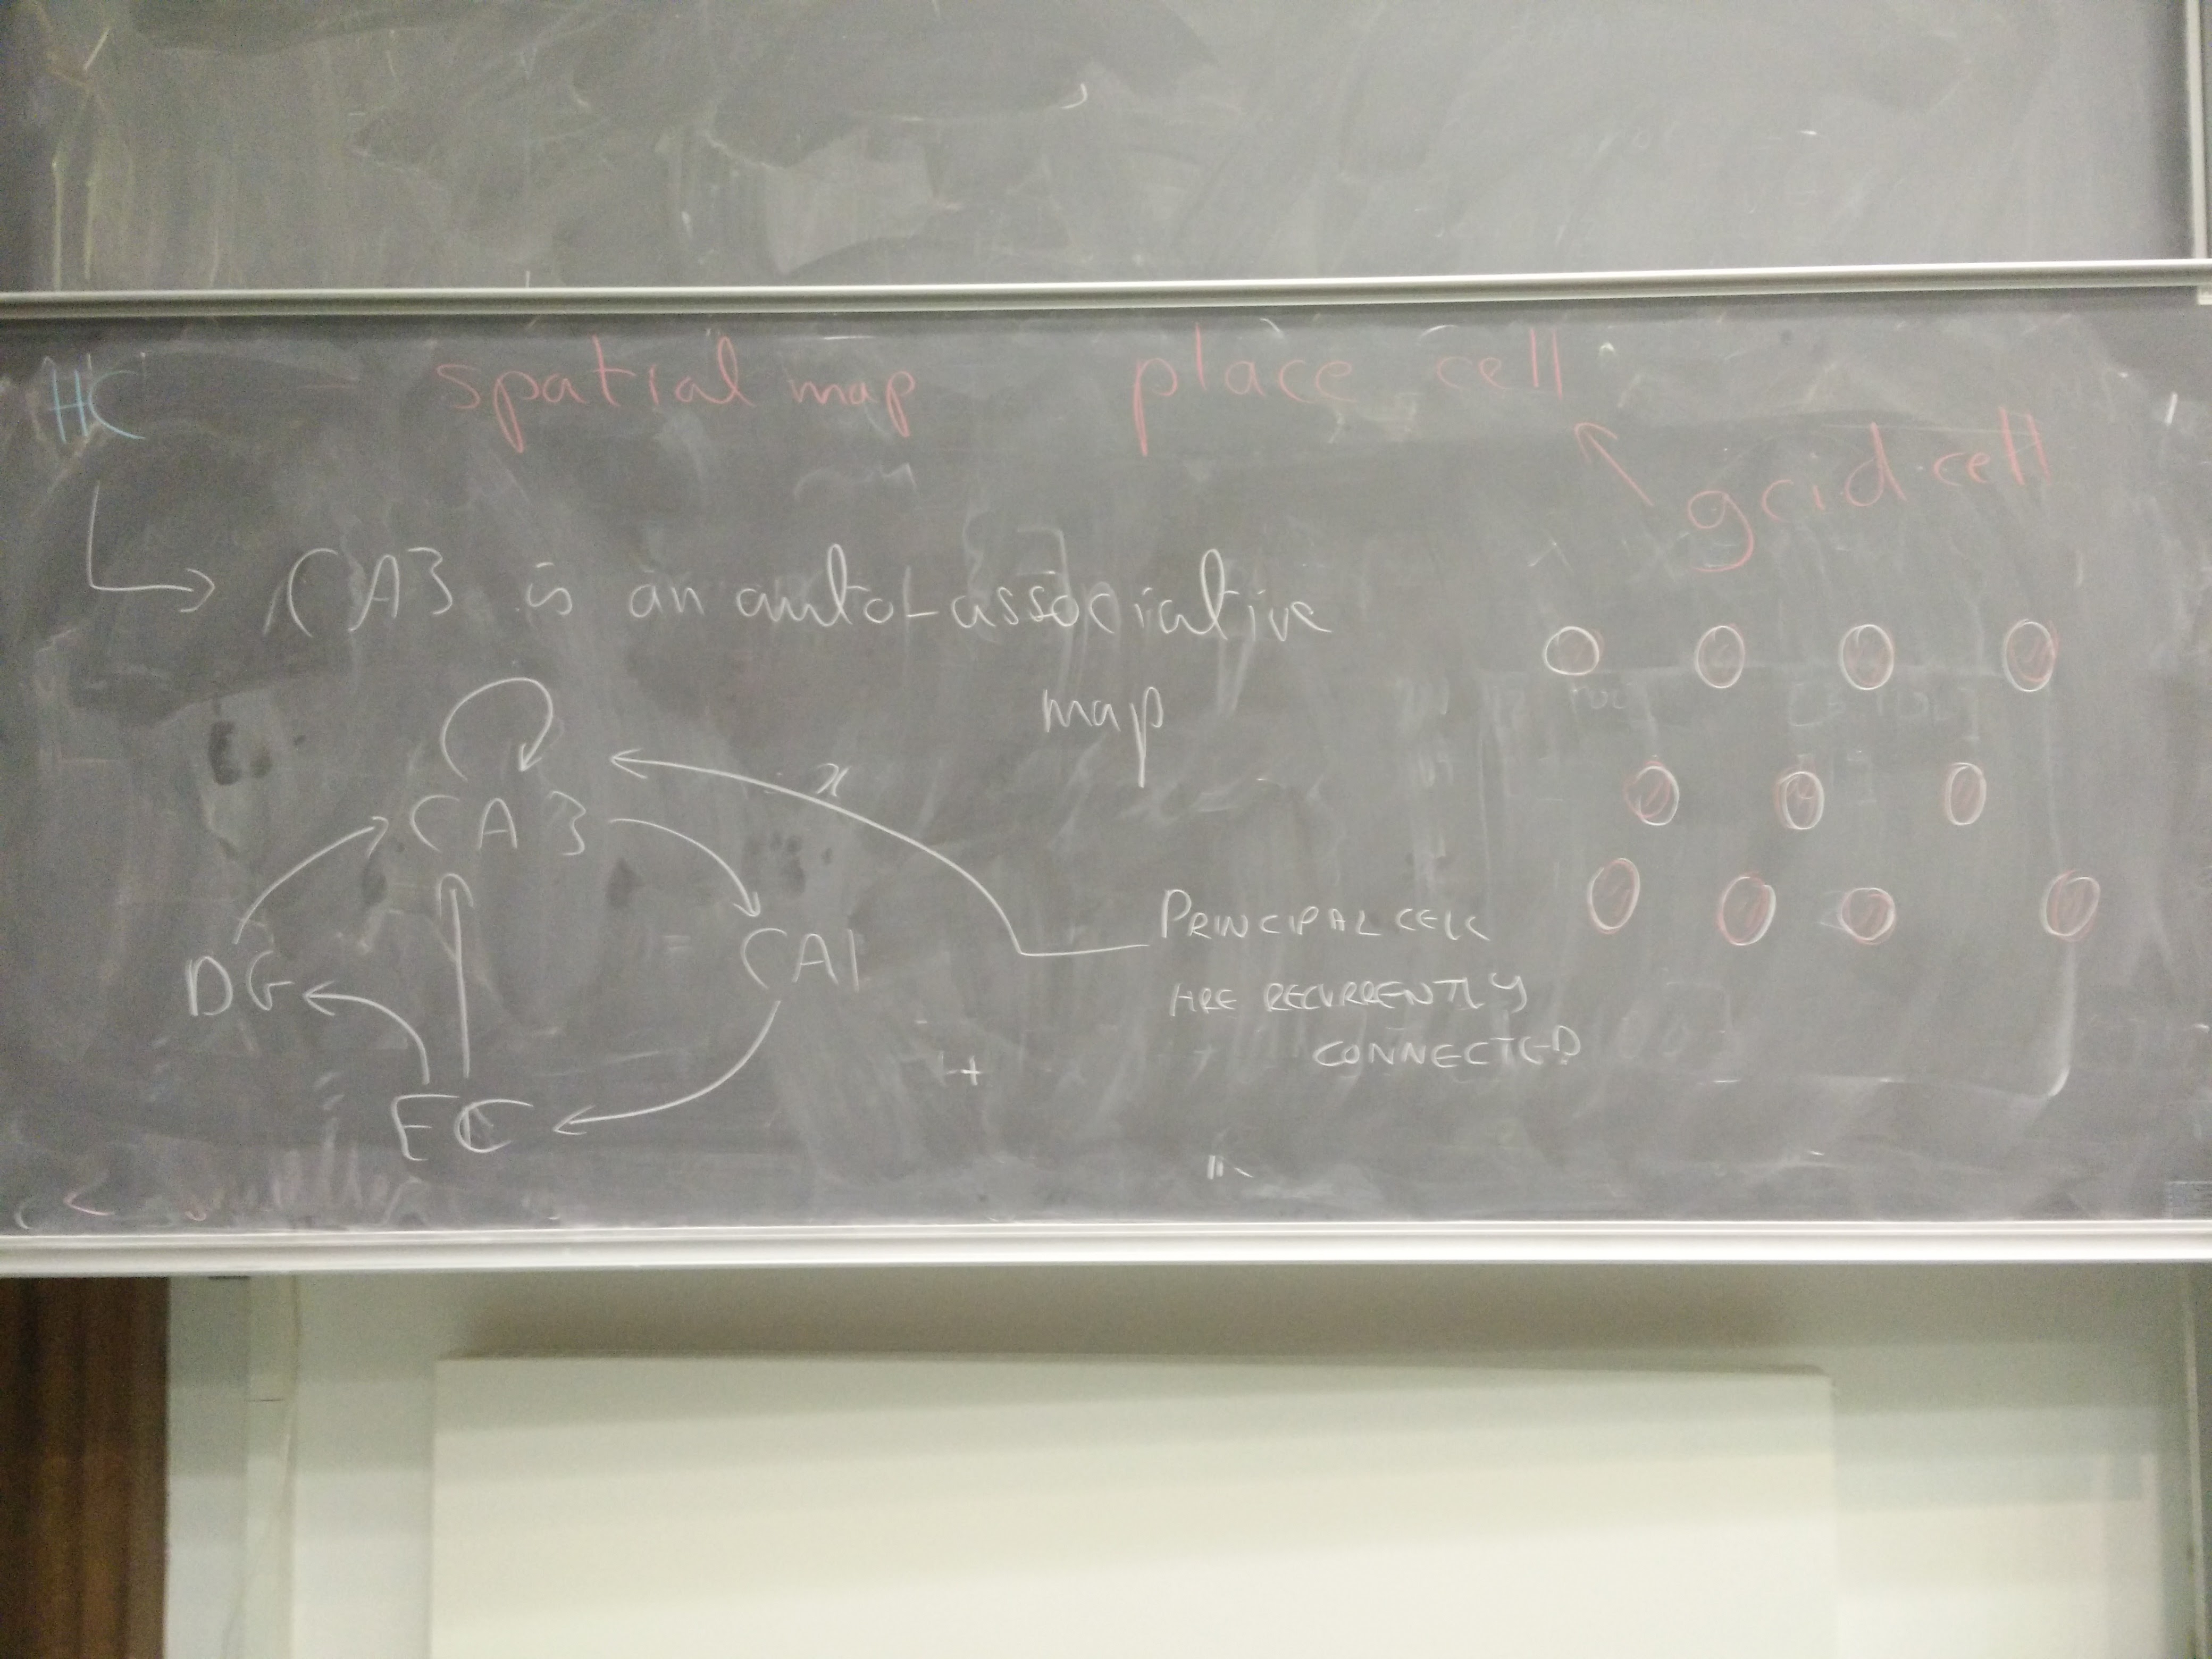 HC - spatial map place cell
grid cell
CA3 is an auto-associative
map
CA3
PRINCIPAL CELLS
DG
CA1
ARE RECURRENTLY
CONNECTED
EC